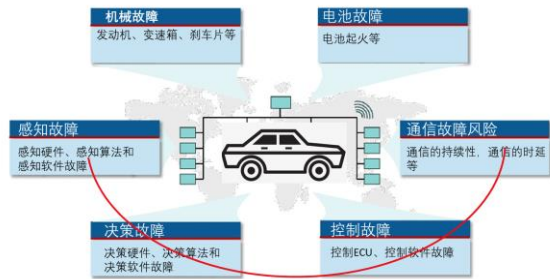 机械故障
发动机、变速箱、刹车片等
电池故障
电池起火等
感知故障
感知硬件、感知算法和
感知软件故障
通信故障风险
通信的持续性，通信的时延
等
决策故障
决策硬件、决策算法和
决策软件故障
控制故障
控制ECU、控制软件故障